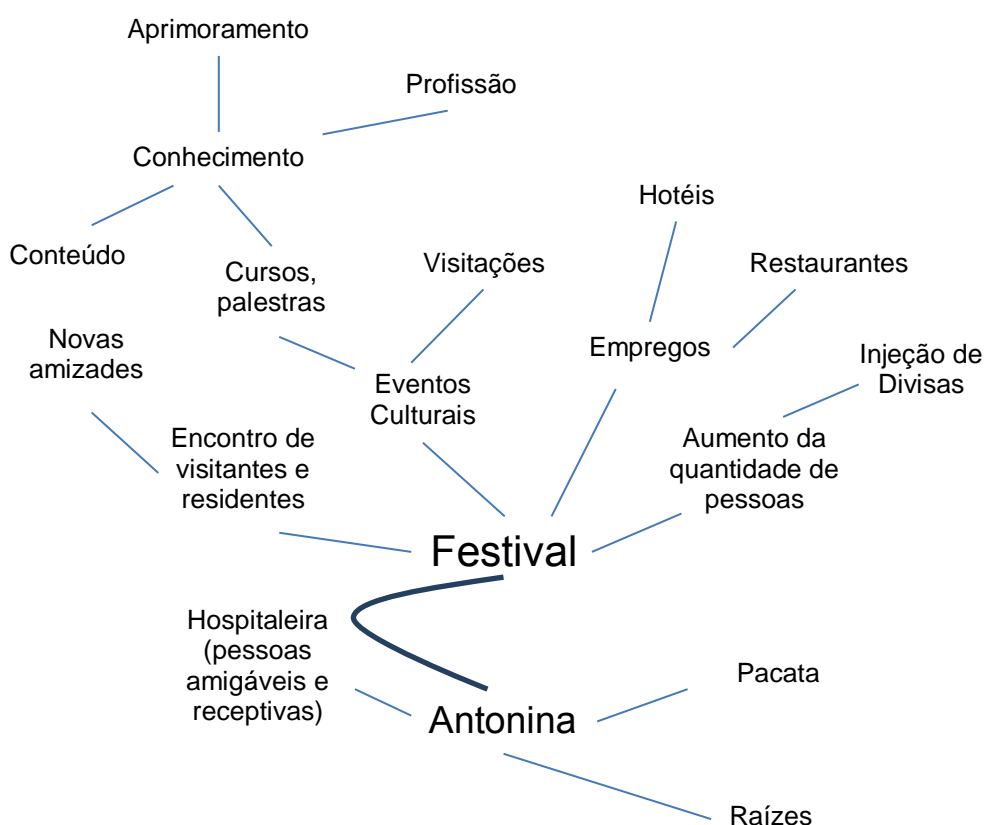 Aprimoramento
Profissão
Conhecimento
Hotéis
Conteúdo
Cursos,
palestras
Visitações
Restaurantes
Novas
amizades
Empregos
Injeção de
Divisas
Eventos
Culturais
Encontro de
visitantes e
residentes
Aumento da
quantidade de
pessoas
Festival
Hospitaleira
(pessoas
amigáveis e
receptivas)
Pacata
Antonina
Raízes